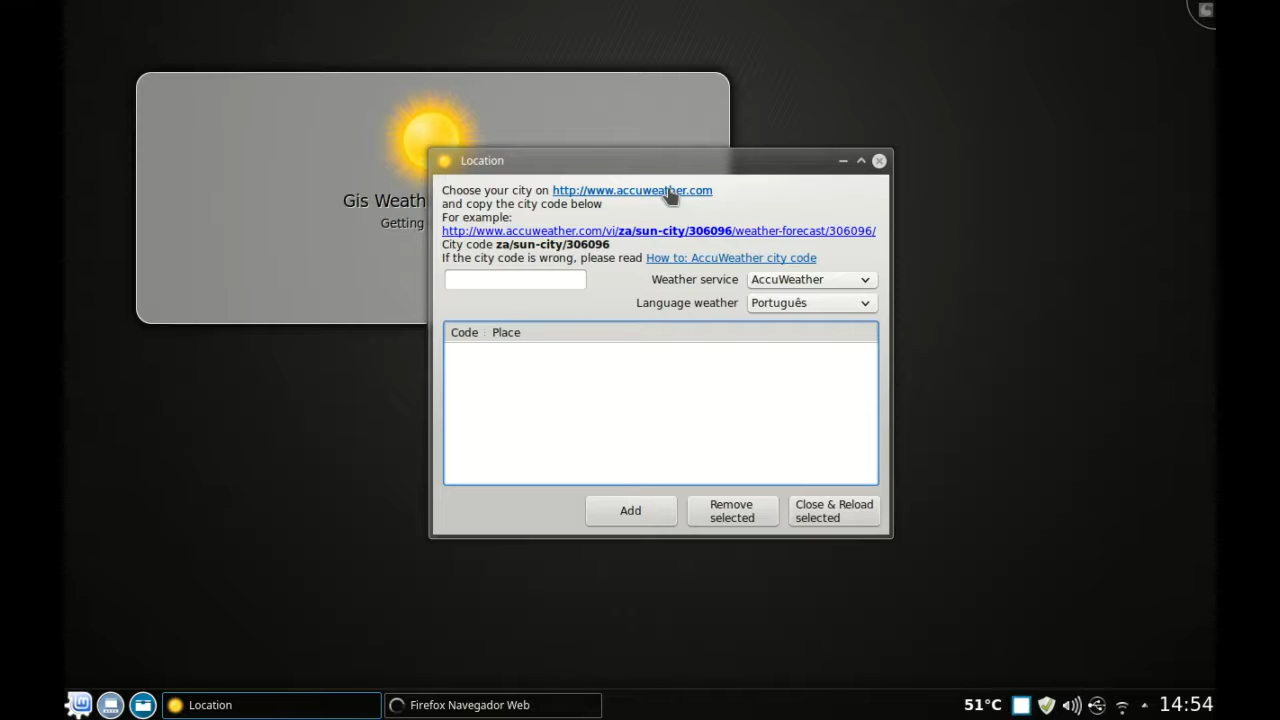 Location
Gis Weath
Getting
Choose your city on http://www.accuweather.com
and copy the city code below
For example:
http://www.accuweather.com/vi/za/sun-city/306096/weather-forecast/306096/
City code za/sun-city/306096
If the city code is wrong, please read How to: AccuWeather city code
Weather service AccuWeather
Language weather Português
Code Place
Add
Remove selected
Close & Reload selected
Location
Firefox Navegador Web
51°C
14:54